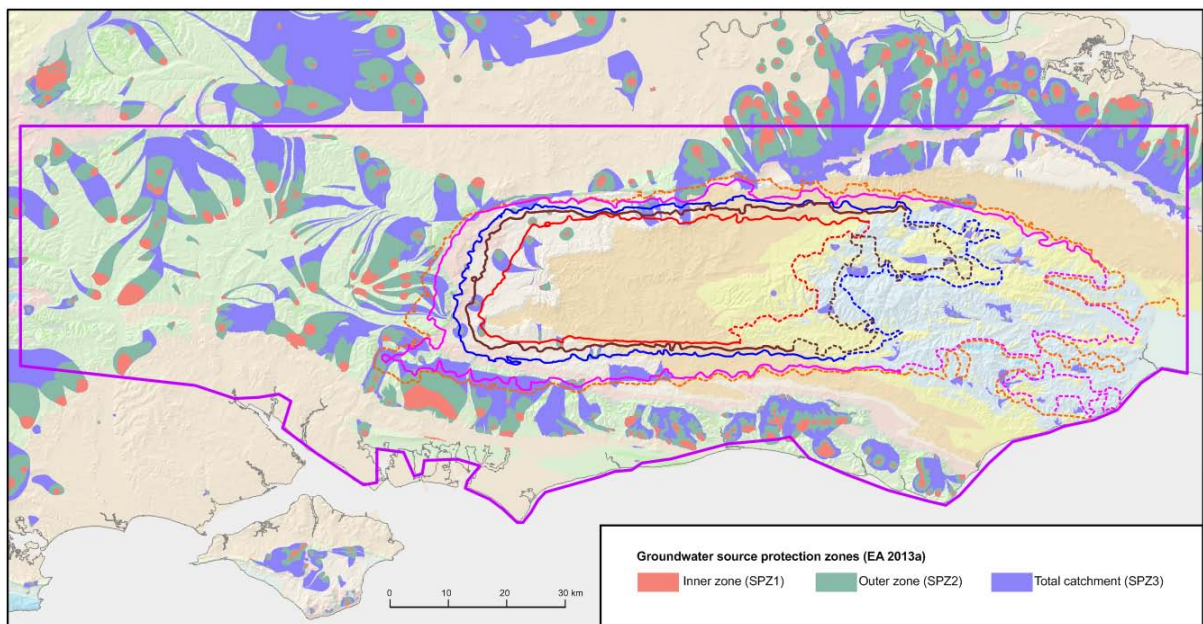 Groundwater source protection zones (EA 2013a)
Inner zone (SPZ1) Outer zone (SPZ2) Total catchment (SPZ3)
0 10 20 30 km